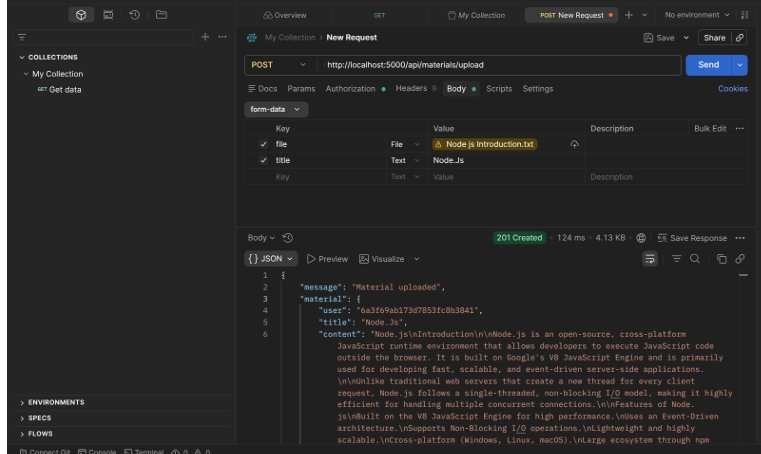 Overview GET My Collection POST New Request No environment
My Collection > New Request Save Share
COLLECTIONS
My Collection
GET Get data
POST http://localhost:5000/api/materials/upload Send
Docs Params Authorization Headers 9 Body Scripts Settings Cookies
form-data
Key Value Description Bulk Edit
file File Node js Introduction.txt
title Text Node.Js
Key Text Value Description
Body 201 Created 124 ms 4.13 KB Save Response
{} JSON Preview Visualize
1 {
2 "message": "Material uploaded",
3 "material": {
4 "user": "6a3f69ab173d7853fc8b3841",
5 "title": "Node.Js",
6 "content": "Node.js\nIntroduction\n\nNode.js is an open-source, cross-platform
JavaScript runtime environment that allows developers to execute JavaScript code
outside the browser. It is built on Google's V8 JavaScript Engine and is primarily
used for developing fast, scalable, and event-driven server-side applications.
\n\nUnlike traditional web servers that create a new thread for every client
request, Node.js follows a single-threaded, non-blocking I/O model, making it highly
efficient for handling multiple concurrent connections.\n\nFeatures of Node.
js\nBuilt on the V8 JavaScript Engine for high performance.\nUses an Event-Driven
architecture.\nSupports Non-Blocking I/O operations.\nLightweight and highly
scalable.\nCross-platform (Windows, Linux, macOS).\nLarge ecosystem through npm
ENVIRONMENTS
SPECS
FLOWS
Connect Git Console Terminal 0 0